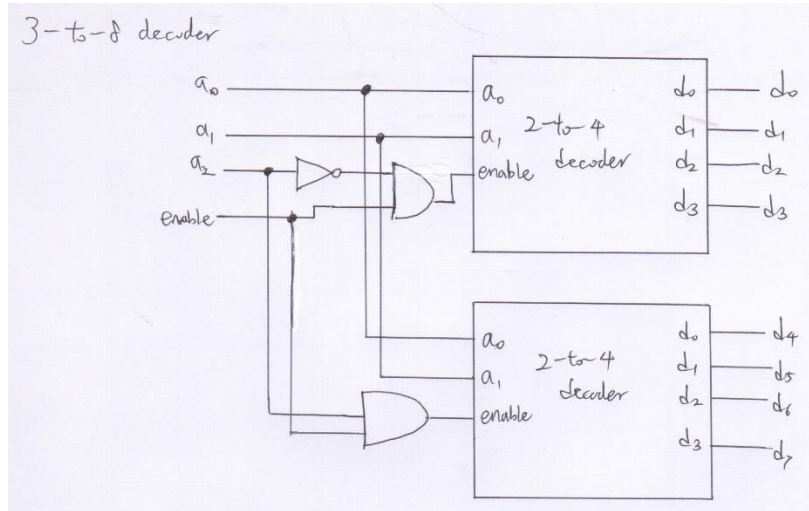 3-to-8 decoder
a₀
a₁
a₂
enable
a₀
a₁
enable
2-to-4
decoder
d₀
d₁
d₂
d₃
d₀
d₁
d₂
d₃
a₀
a₁
enable
2-to-4
decoder
d₀
d₁
d₂
d₃
d₄
d₅
d₆
d₇